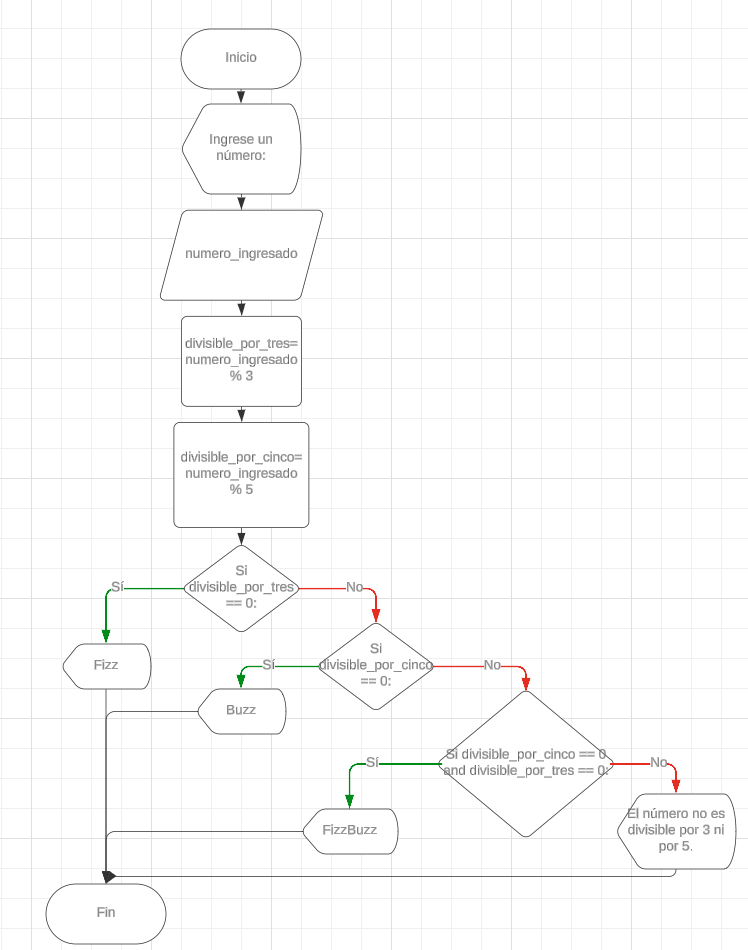 Inicio
Ingrese un
número:
numero_ingresado
divisible_por_tres=
numero_ingresado
% 3
divisible_por_cinco=
numero_ingresado
% 5
Si
divisible_por_tres
== 0:
Sí
No
Fizz
Si
divisible_por_cinco
== 0:
Sí
No
Buzz
Si divisible_por_cinco == 0
and divisible_por_tres == 0:
Sí
No
FizzBuzz
El número no es
divisible por 3 ni
por 5.
Fin